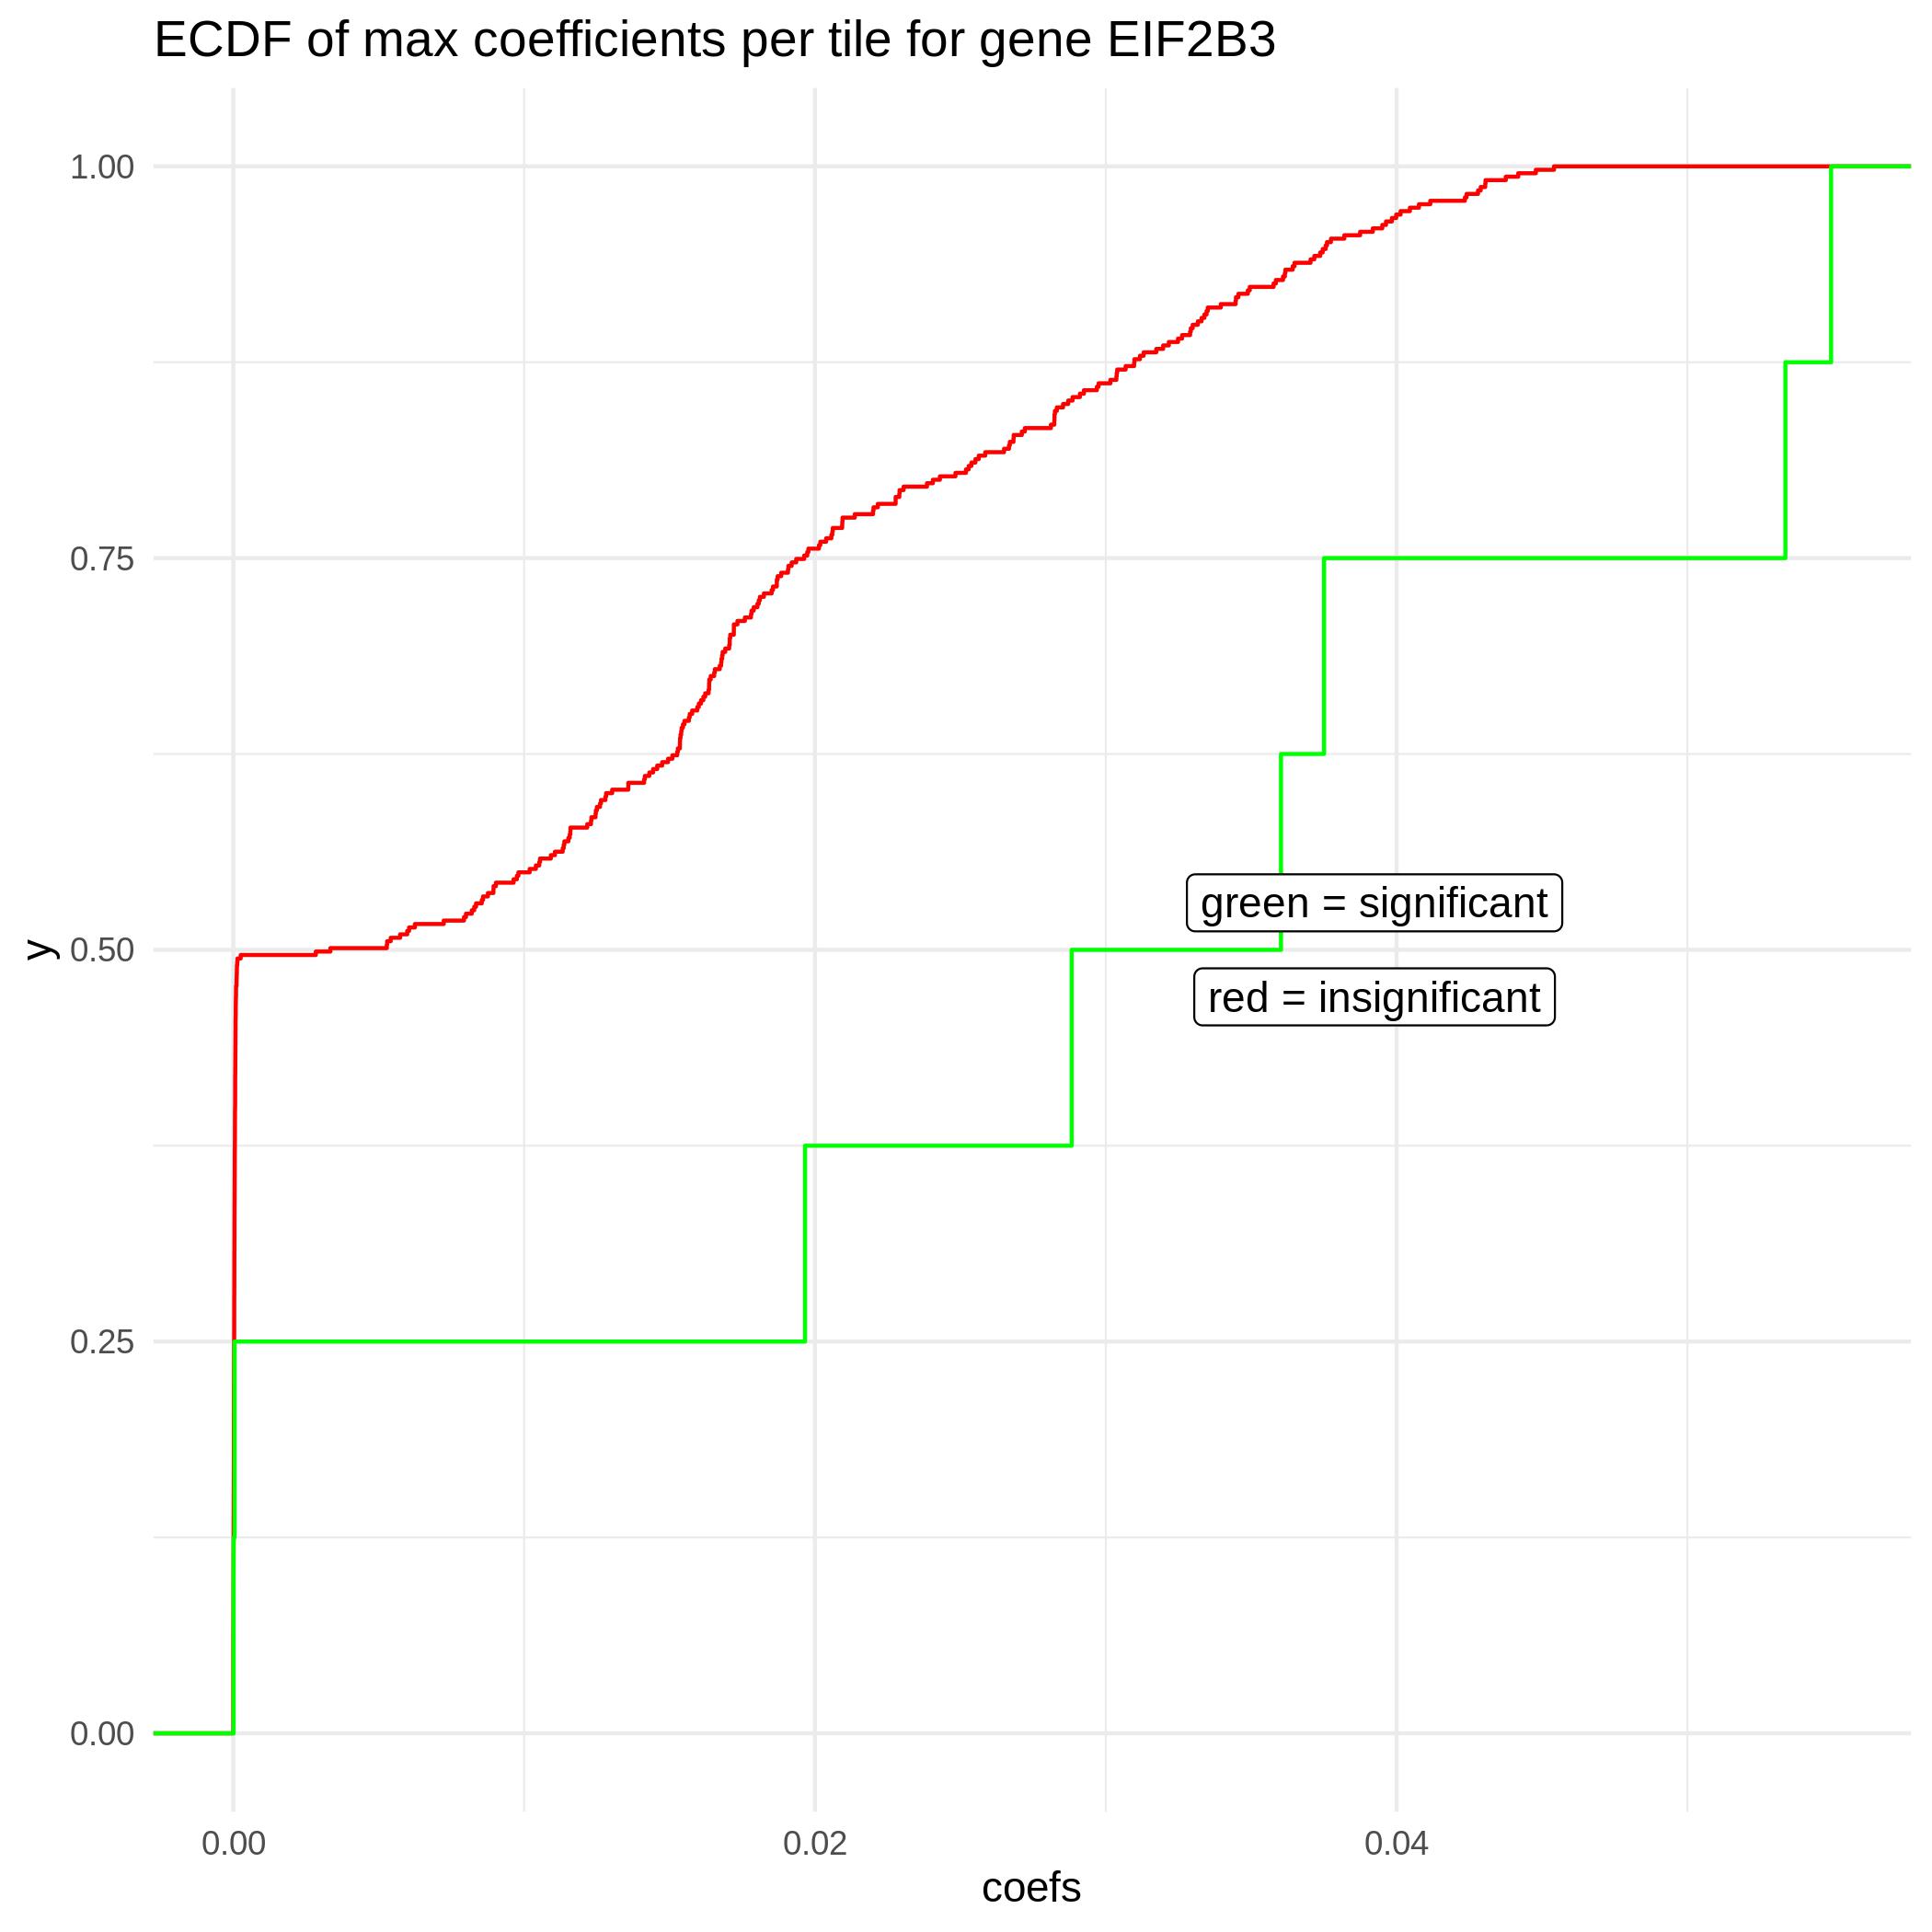 ECDF of max coefficients per tile for gene EIF2B3
1.00
0.75
y
0.50
0.25
0.00
green = significant
red = insignificant
0.00
0.02
0.04
coefs